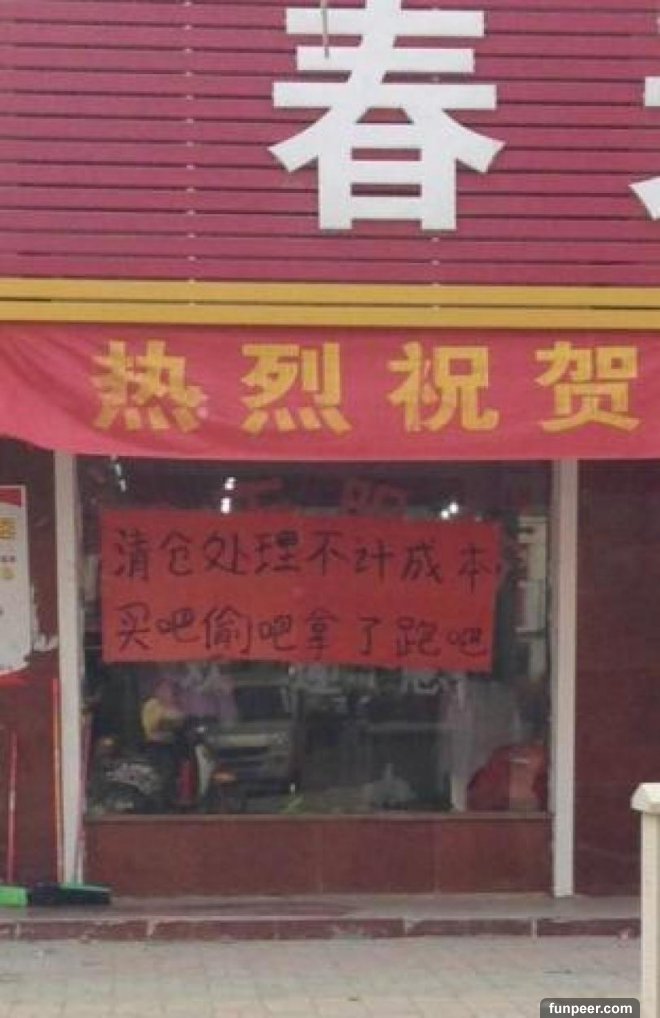 春
热烈祝贺
清仓处理不计成本
买吧偷吧拿了跑吧
funpeer.com